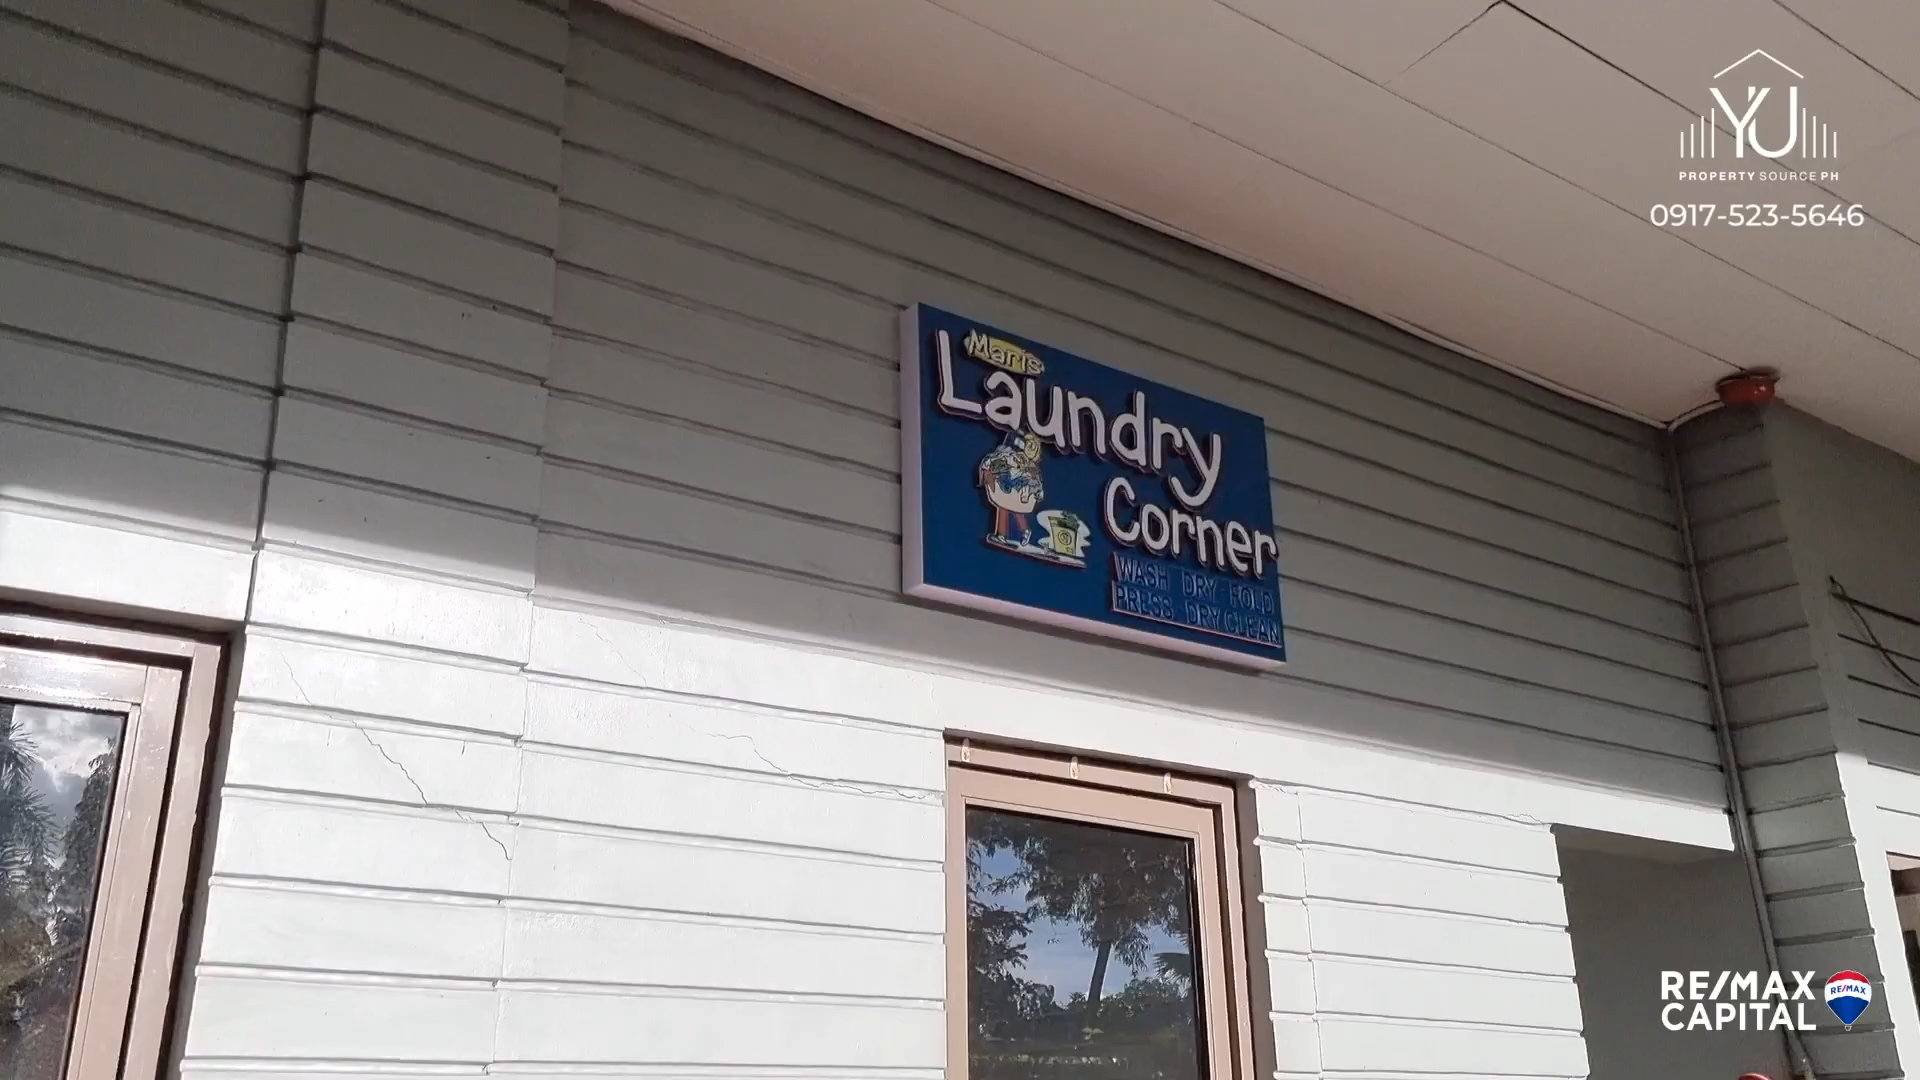 YU
PROPERTY SOURCE PH
0917-523-5646
Mari's
Laundry
Corner
WASH DRY FOLD
PRESS DRY CLEAN
RE/MAX
CAPITAL
RE/MAX